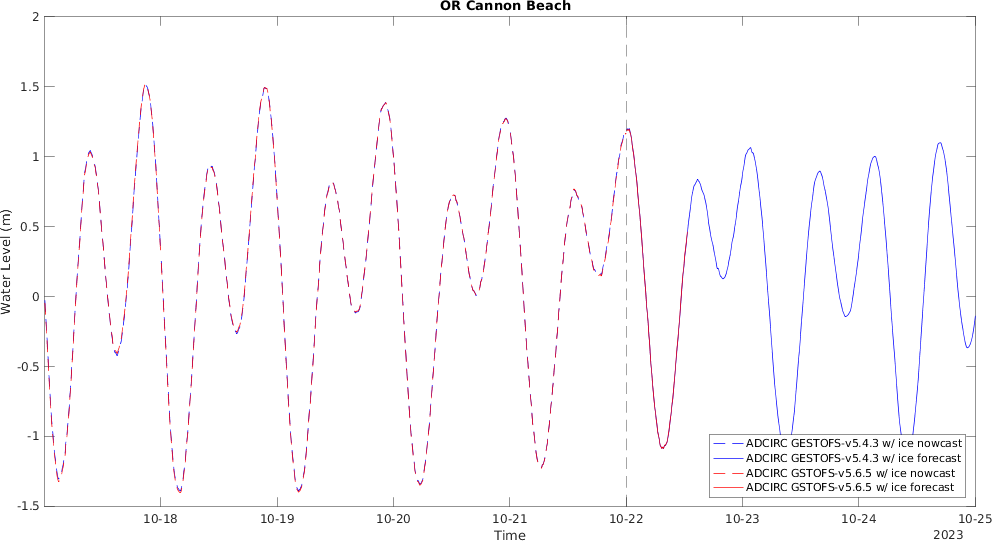 OR Cannon Beach
2
1.5
1
0.5
0
-0.5
-1
-1.5
Water Level (m)
ADCIRC GESTOFS-v5.4.3 w/ ice nowcast
ADCIRC GESTOFS-v5.4.3 w/ ice forecast
ADCIRC GSTOFS-v5.6.5 w/ ice nowcast
ADCIRC GSTOFS-v5.6.5 w/ ice forecast
10-18 10-19 10-20 10-21 10-22 10-23 10-24 10-25
Time
2023